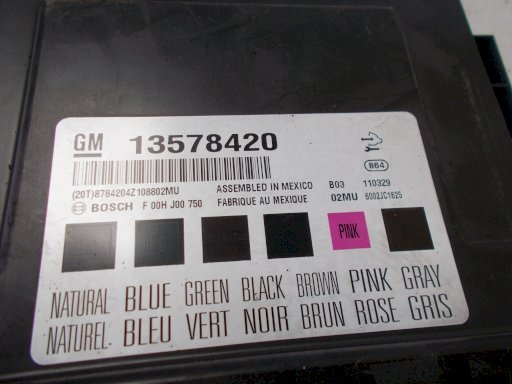 GM 13578420
(20T)8784204Z108802MU ASSEMBLED IN MEXICO B03 110329
BOSCH F 00H J00 750 FABRIQUE AU MEXIQUE 02MU 6002JC1625
864
PINK
NATURAL BLUE GREEN BLACK BROWN PINK GRAY
NATUREL BLEU VERT NOIR BRUN ROSE GRIS